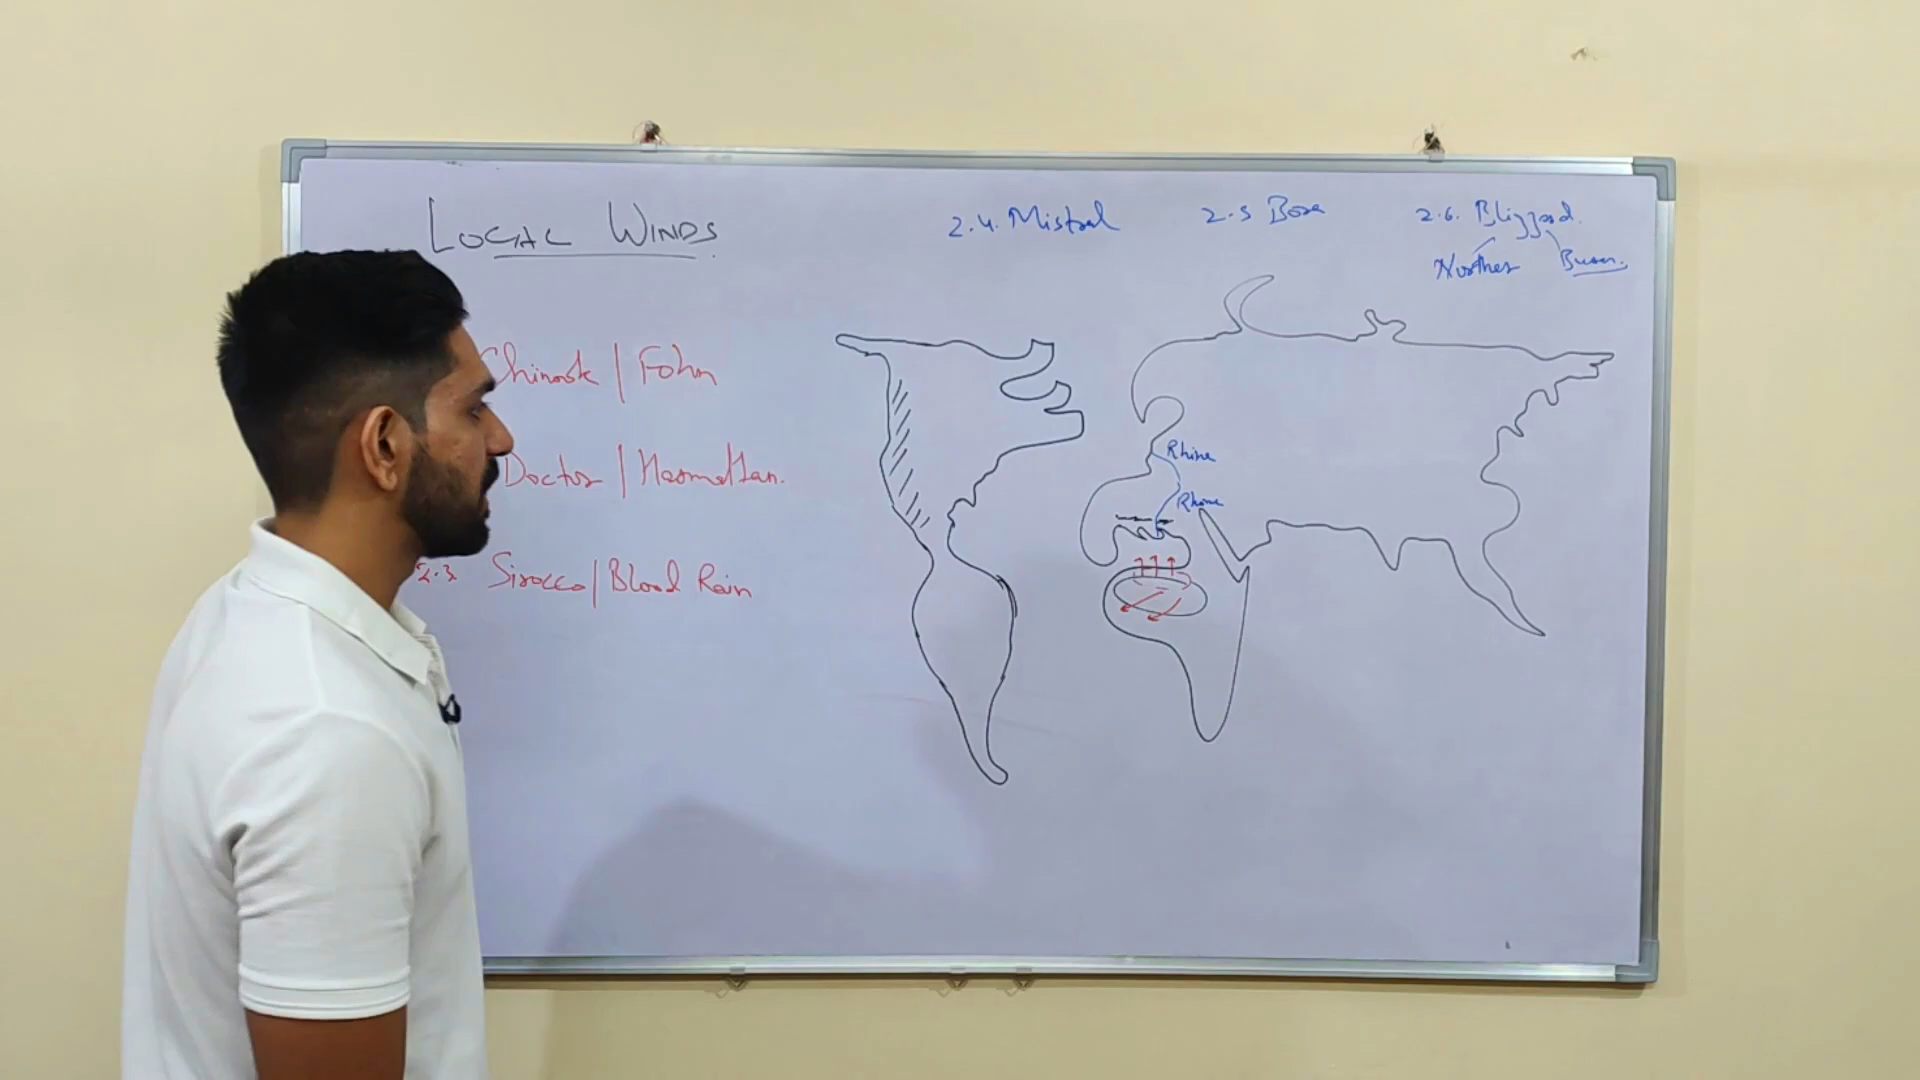 LOCAL WINDS
2.4. Mistral
2.5 Bora
2.6. Blizzard.
Norther Buran.
Chinook / Fohn
Doctor / Harmattan.
2.3 Sirocco / Blood Rain
Rhine
Rhone